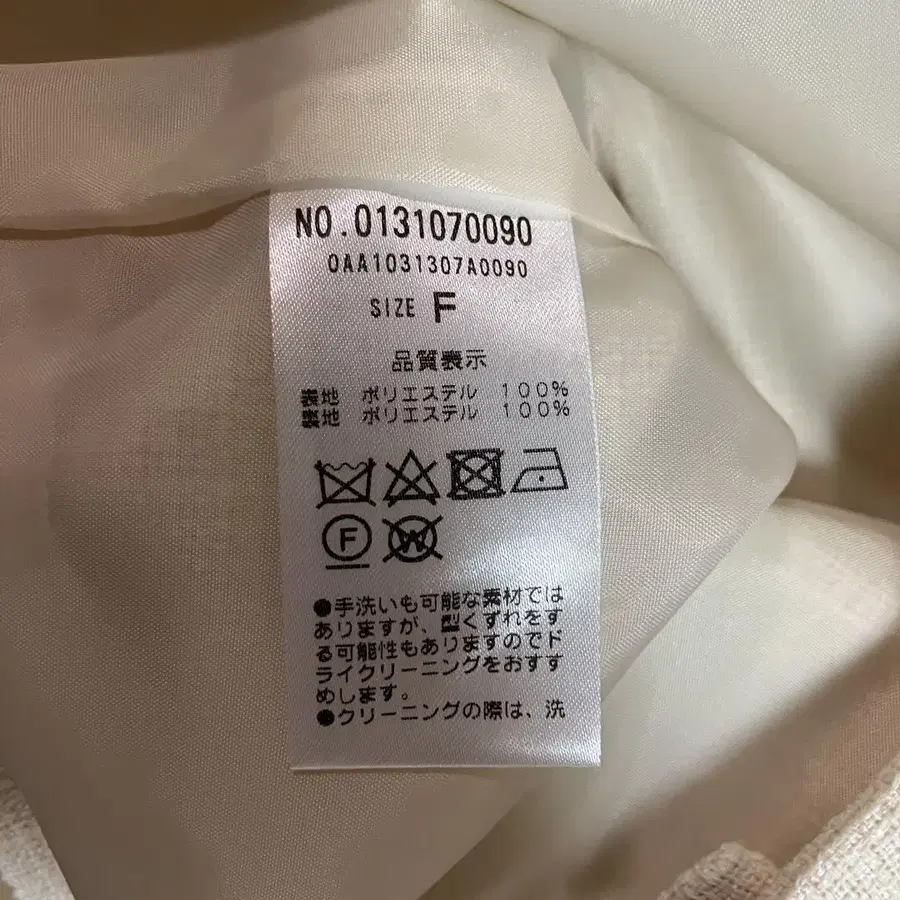 NO.0131070090
0AA1031307A0090
SIZE F
品質表示
表地 ポリエステル 100%
裏地 ポリエステル 100%
F W
●手洗いも可能な素材では
ありますが、型くずれをす
る可能性もありますのでド
ライクリーニングをおすす
めします。
●クリーニングの際は、洗